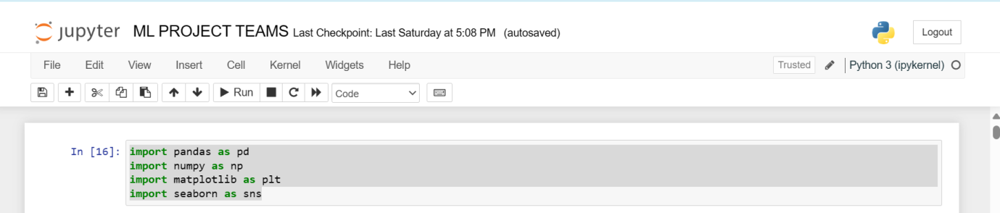 jupyter ML PROJECT TEAMS Last Checkpoint: Last Saturday at 5:08 PM (autosaved)
Logout
File Edit View Insert Cell Kernel Widgets Help
Trusted Python 3 (ipykernel)
Run Code
In [16]: import pandas as pd
import numpy as np
import matplotlib as plt
import seaborn as sns